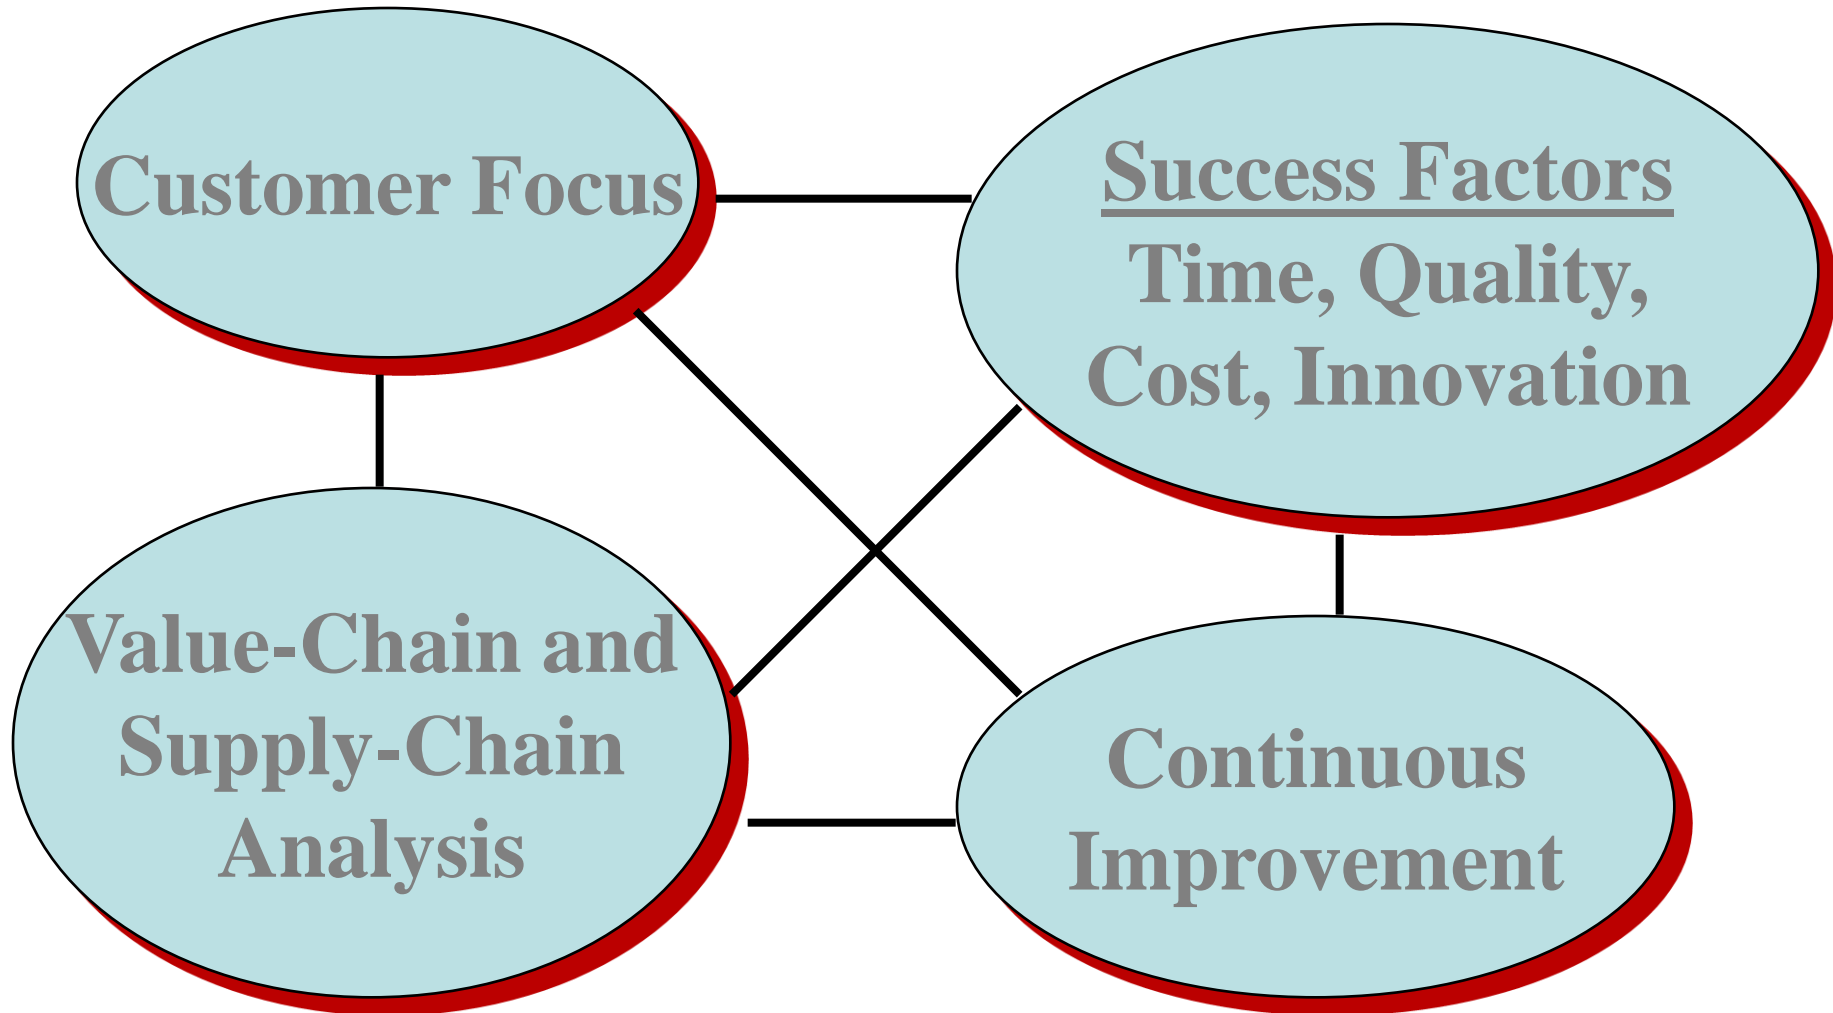 Customer Focus
Success Factors
Time, Quality,
Cost, Innovation
Value-Chain and
Supply-Chain
Analysis
Continuous
Improvement